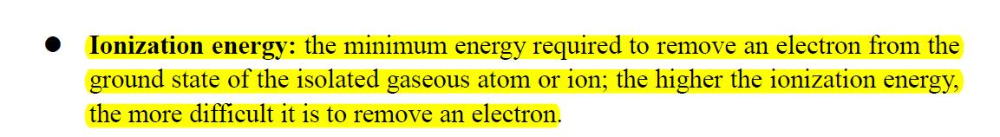 ● Ionization energy: the minimum energy required to remove an electron from the
ground state of the isolated gaseous atom or ion; the higher the ionization energy,
the more difficult it is to remove an electron.